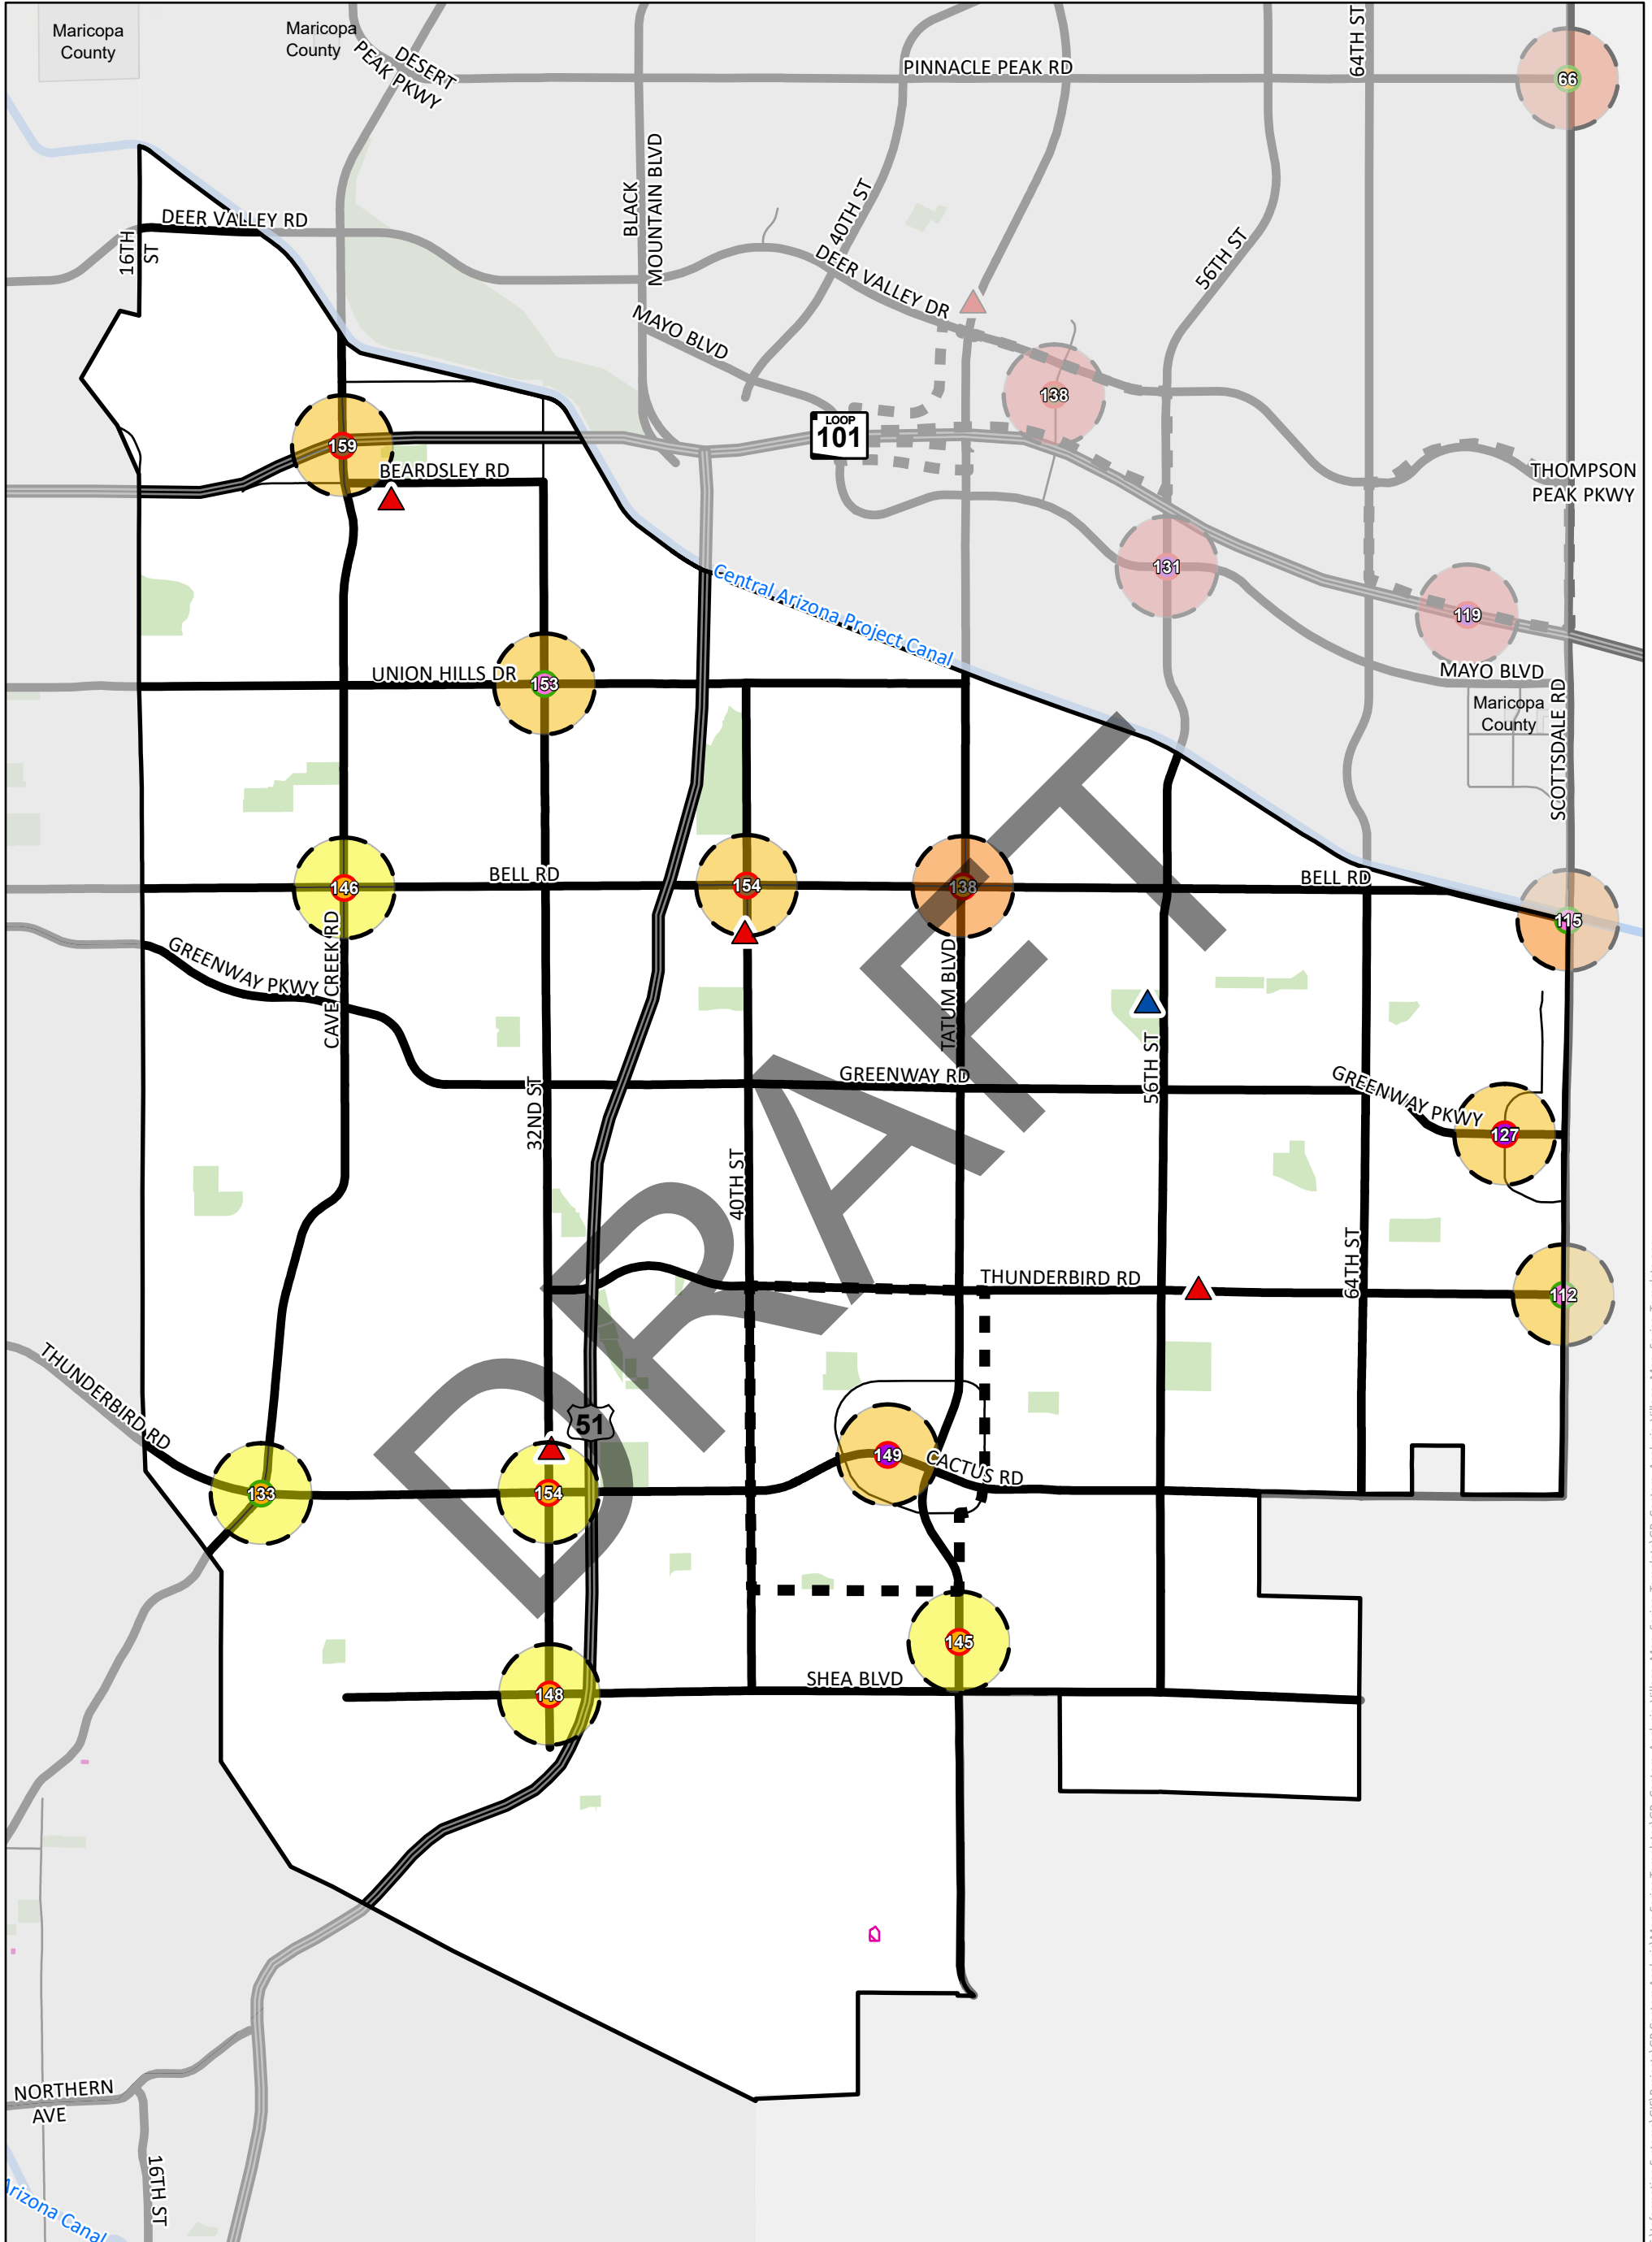 Maricopa
County
Maricopa
County
DESERT
PEAK PKWY
PINNACLE PEAK RD
64TH ST
66
BLACK
MOUNTAIN BLVD
40TH ST
DEER VALLEY RD
16TH
ST
56TH ST
DEER VALLEY DR
MAYO BLVD
138
LOOP
101
159
BEARDSLEY RD
THOMPSON
PEAK PKWY
131
Central Arizona Project Canal
119
MAYO BLVD
UNION HILLS DR
153
Maricopa
County
SCOTTSDALE RD
BELL RD
BELL RD
146
154
138
115
GREENWAY PKWY
CAVE CREEK RD
TATUM BLVD
56TH ST
GREENWAY RD
GREENWAY PKWY
32ND ST
127
40TH ST
DRAFT
THUNDERBIRD RD
64TH ST
112
THUNDERBIRD RD
51
149
CACTUS RD
133
154
145
SHEA BLVD
148
NORTHERN
AVE
16TH ST
Arizona Canal